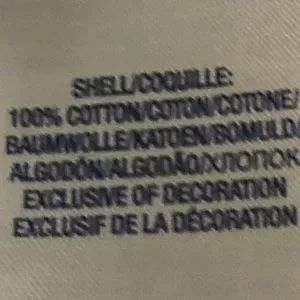 SHELL/COQUILLE:
100% COTTON/COTON/COTONE/
BAUMWOLLE/KATOEN/BOMULD/
ALGODÓN/ALGODÃO/ХЛОПОК
EXCLUSIVE OF DECORATION
EXCLUSIF DE LA DÉCORATION